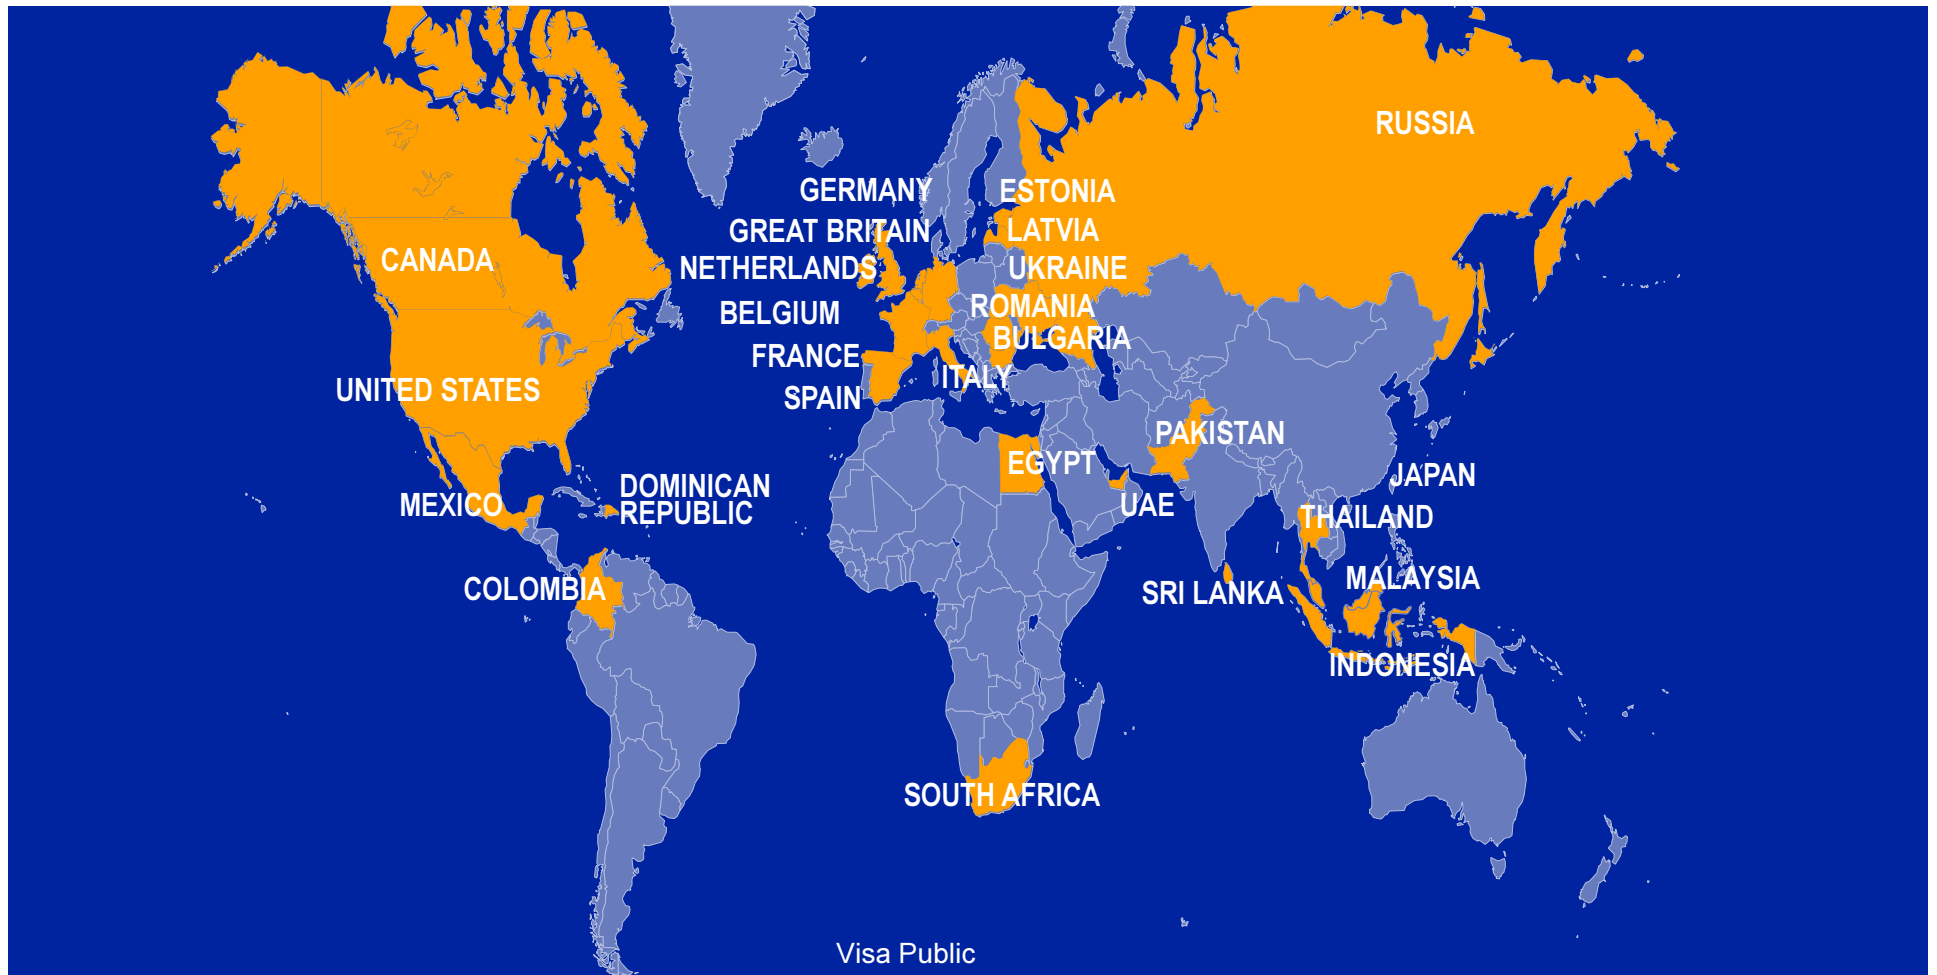 RUSSIA
GERMANY
ESTONIA
GREAT BRITAIN
LATVIA
CANADA
NETHERLANDS
UKRAINE
BELGIUM
ROMANIA
BULGARIA
FRANCE
ITALY
UNITED STATES
SPAIN
PAKISTAN
EGYPT
JAPAN
MEXICO
DOMINICAN
REPUBLIC
UAE
THAILAND
COLOMBIA
SRI LANKA
MALAYSIA
INDONESIA
SOUTH AFRICA
Visa Public